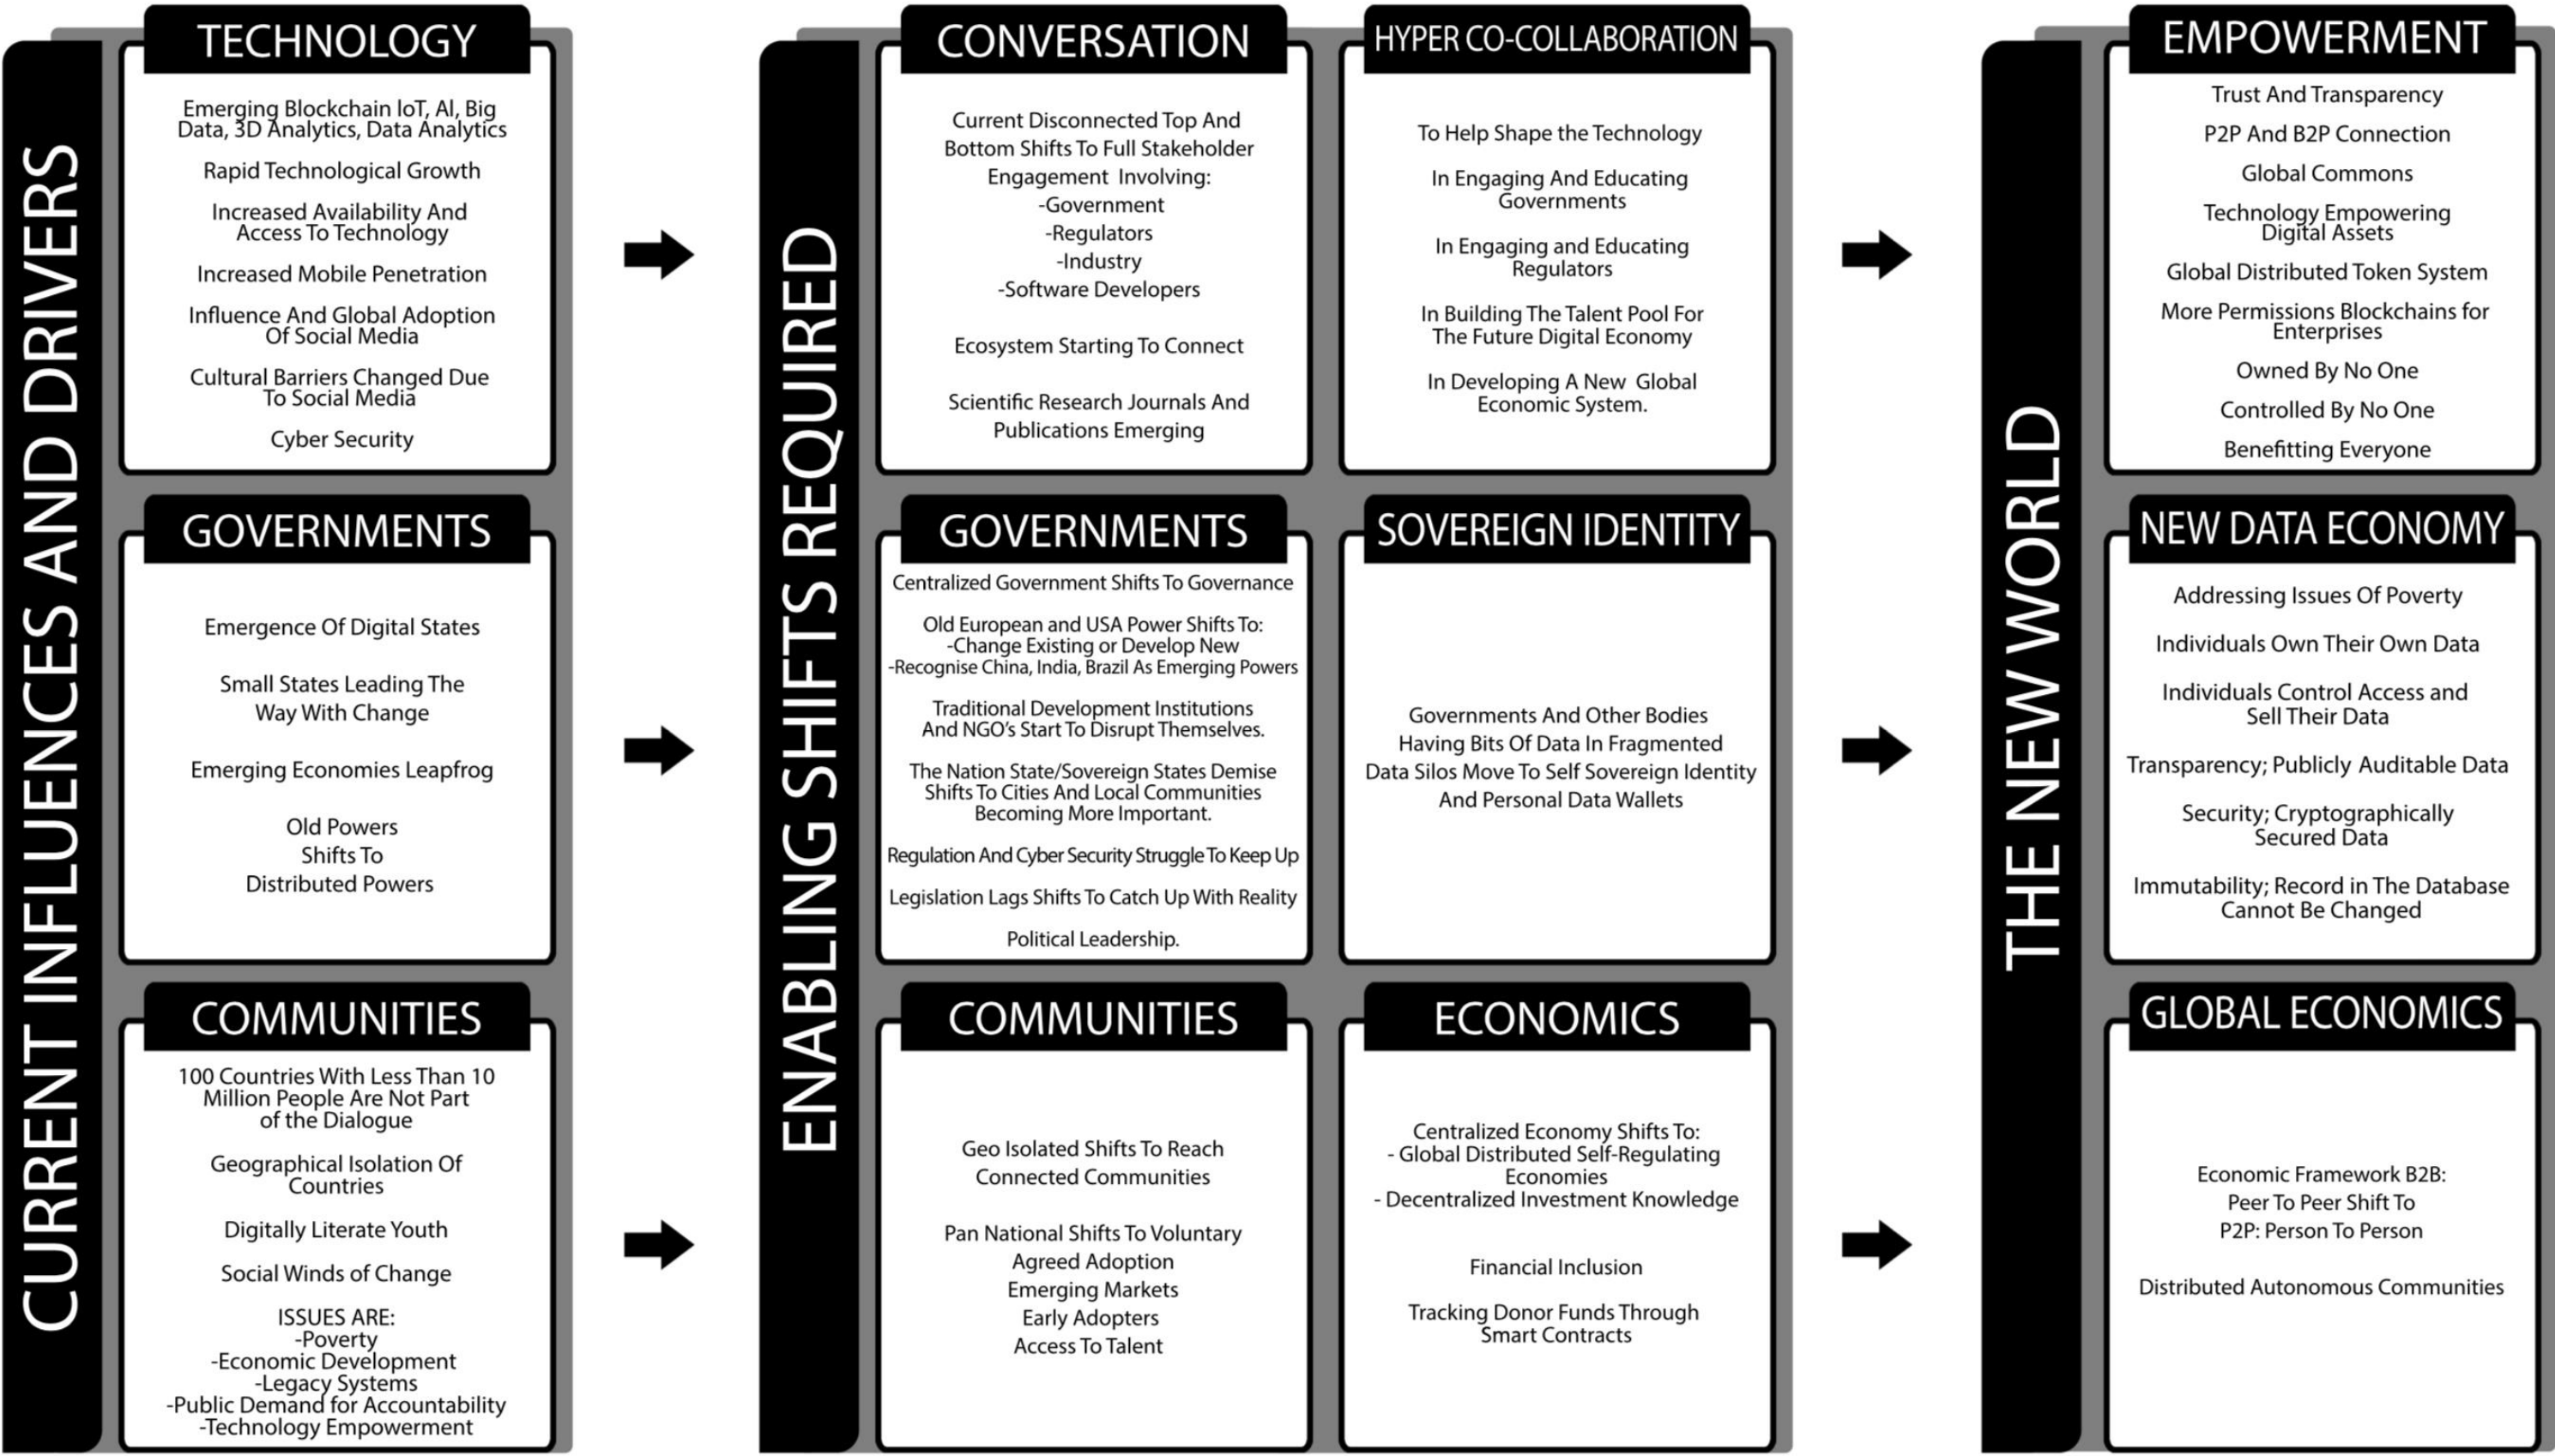 CURRENT INFLUENCES AND DRIVERS
TECHNOLOGY
Emerging Blockchain IoT, AI, Big
Data, 3D Analytics, Data Analytics
Rapid Technological Growth
Increased Availability And
Access To Technology
Increased Mobile Penetration
Influence And Global Adoption
Of Social Media
Cultural Barriers Changed Due
To Social Media
Cyber Security
GOVERNMENTS
Emergence Of Digital States
Small States Leading The
Way With Change
Emerging Economies Leapfrog
Old Powers
Shifts To
Distributed Powers
COMMUNITIES
100 Countries With Less Than 10
Million People Are Not Part
of the Dialogue
Geographical Isolation Of
Countries
Digitally Literate Youth
Social Winds of Change
ISSUES ARE:
-Poverty
-Economic Development
-Legacy Systems
-Public Demand for Accountability
-Technology Empowerment
ENABLING SHIFTS REQUIRED
CONVERSATION
Current Disconnected Top And
Bottom Shifts To Full Stakeholder
Engagement Involving:
-Government
-Regulators
-Industry
-Software Developers
Ecosystem Starting To Connect
Scientific Research Journals And
Publications Emerging
HYPER CO-COLLABORATION
To Help Shape the Technology
In Engaging And Educating
Governments
In Engaging and Educating
Regulators
In Building The Talent Pool For
The Future Digital Economy
In Developing A New Global
Economic System.
GOVERNMENTS
Centralized Government Shifts To Governance
Old European and USA Power Shifts To:
-Change Existing or Develop New
-Recognise China, India, Brazil As Emerging Powers
Traditional Development Institutions
And NGO's Start To Disrupt Themselves.
The Nation State/Sovereign States Demise
Shifts To Cities And Local Communities
Becoming More Important.
Regulation And Cyber Security Struggle To Keep Up
Legislation Lags Shifts To Catch Up With Reality
Political Leadership.
SOVEREIGN IDENTITY
Governments And Other Bodies
Having Bits Of Data In Fragmented
Data Silos Move To Self Sovereign Identity
And Personal Data Wallets
COMMUNITIES
Geo Isolated Shifts To Reach
Connected Communities
Pan National Shifts To Voluntary
Agreed Adoption
Emerging Markets
Early Adopters
Access To Talent
ECONOMICS
Centralized Economy Shifts To:
- Global Distributed Self-Regulating
Economies
- Decentralized Investment Knowledge
Financial Inclusion
Tracking Donor Funds Through
Smart Contracts
THE NEW WORLD
EMPOWERMENT
Trust And Transparency
P2P And B2P Connection
Global Commons
Technology Empowering
Digital Assets
Global Distributed Token System
More Permissions Blockchains for
Enterprises
Owned By No One
Controlled By No One
Benefitting Everyone
NEW DATA ECONOMY
Addressing Issues Of Poverty
Individuals Own Their Own Data
Individuals Control Access and
Sell Their Data
Transparency; Publicly Auditable Data
Security; Cryptographically
Secured Data
Immutability; Record in The Database
Cannot Be Changed
GLOBAL ECONOMICS
Economic Framework B2B:
Peer To Peer Shift To
P2P: Person To Person
Distributed Autonomous Communities